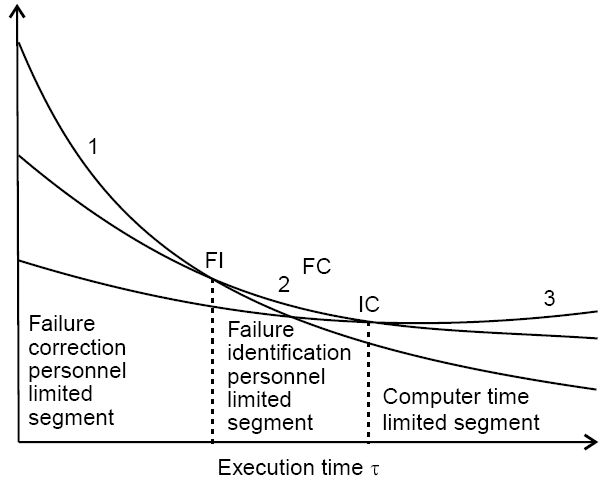 1
FI
FC
2
IC
3
Failure
correction
personnel
limited
segment
Failure
identification
personnel
limited
segment
Computer time
limited segment
Execution time τ